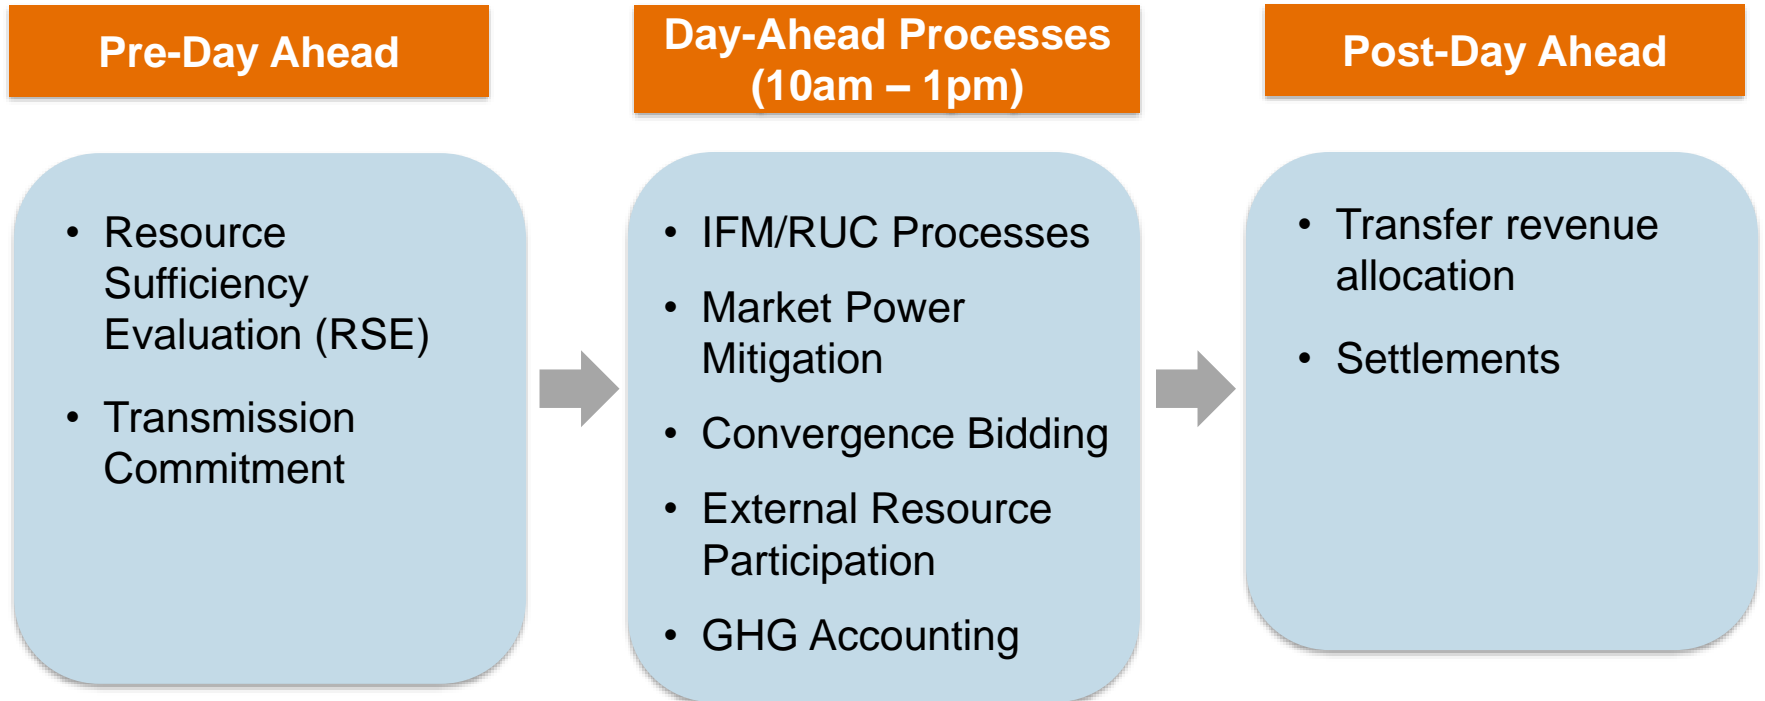 Pre-Day Ahead
Day-Ahead Processes
(10am – 1pm)
Post-Day Ahead
• Resource
Sufficiency
Evaluation (RSE)
• Transmission
Commitment
• IFM/RUC Processes
• Market Power
Mitigation
• Convergence Bidding
• External Resource
Participation
• GHG Accounting
• Transfer revenue
allocation
• Settlements